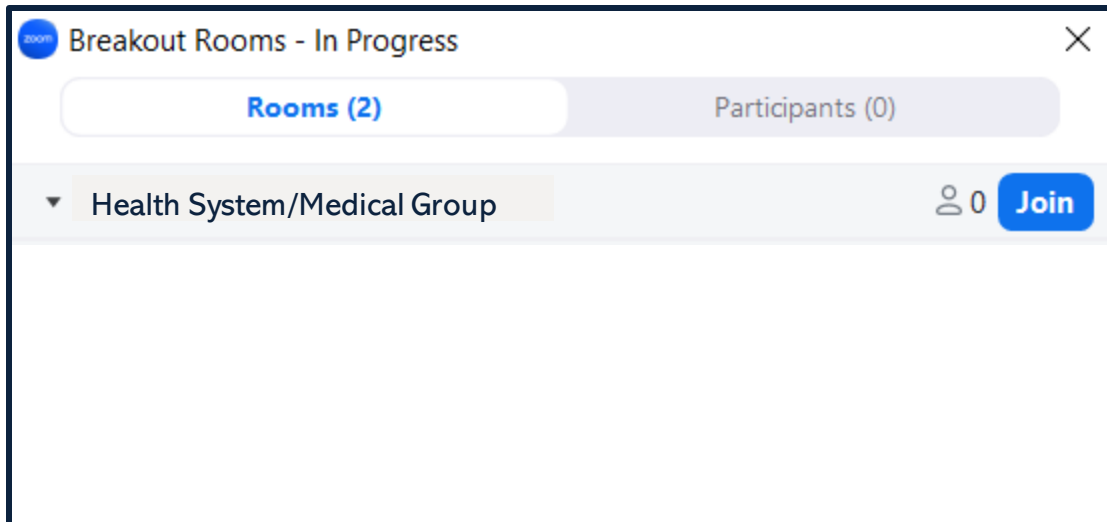 zoom Breakout Rooms - In Progress
Rooms (2) Participants (0)
Health System/Medical Group 0 Join